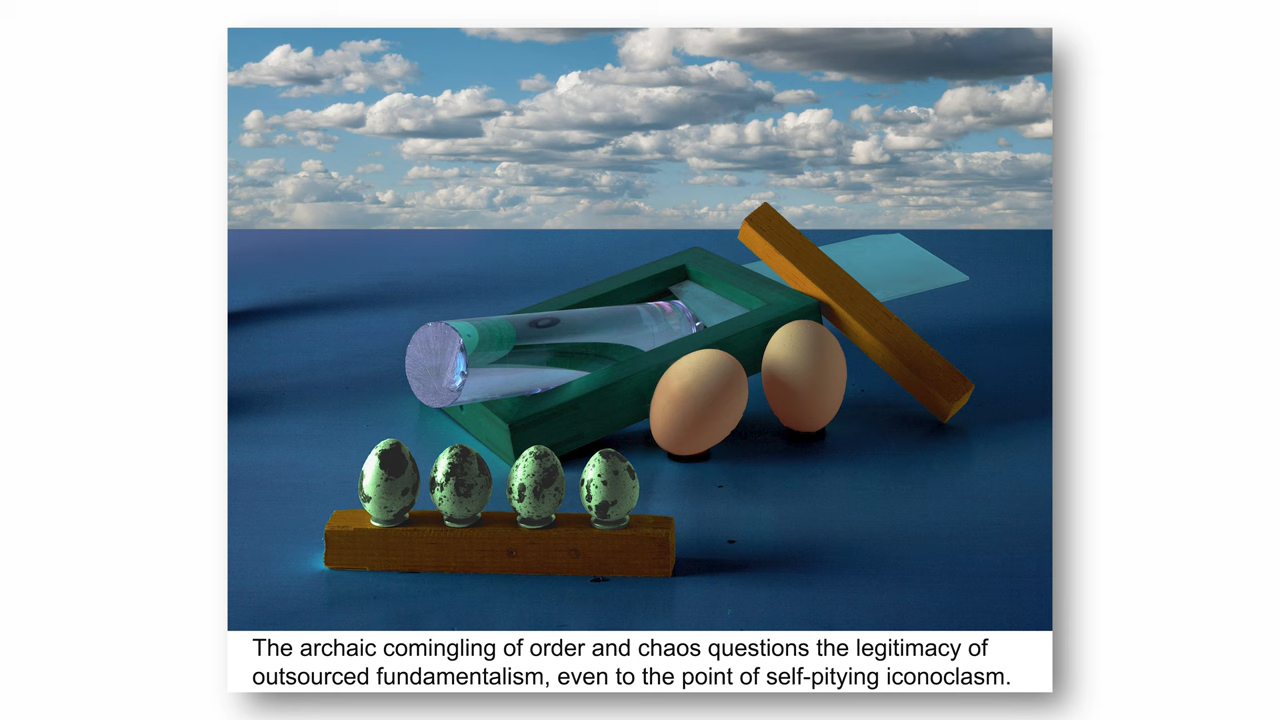 The archaic comingling of order and chaos questions the legitimacy of
outsourced fundamentalism, even to the point of self-pitying iconoclasm.